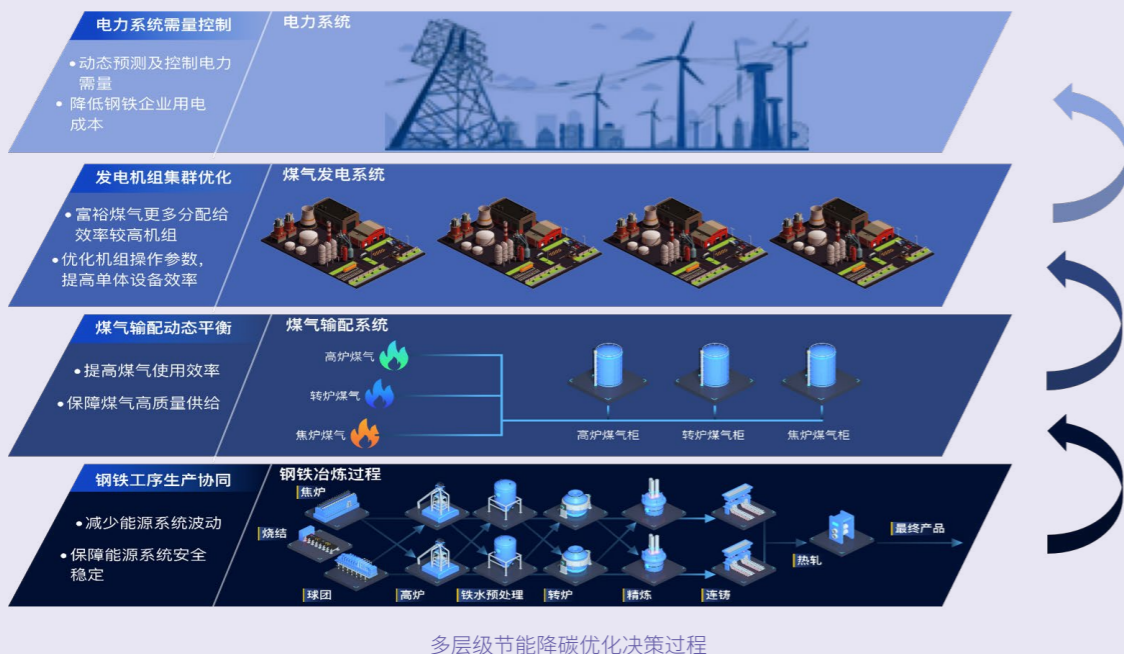 电力系统需量控制
电力系统
•动态预测及控制电力
需量
•降低钢铁企业用电
成本
发电机组集群优化
煤气发电系统
•富裕煤气更多分配给
效率较高机组
•优化机组操作参数,
提高单体设备效率
煤气输配动态平衡
煤气输配系统
•提高煤气使用效率
•保障煤气高质量供给
高炉煤气
转炉煤气
焦炉煤气
高炉煤气柜
转炉煤气柜
焦炉煤气柜
钢铁工序生产协同
钢铁冶炼过程
•减少能源系统波动
•保障能源系统安全
稳定
焦炉
烧结
球团
高炉
铁水预处理
转炉
精炼
连铸
热轧
最终产品
多层级节能降碳优化决策过程